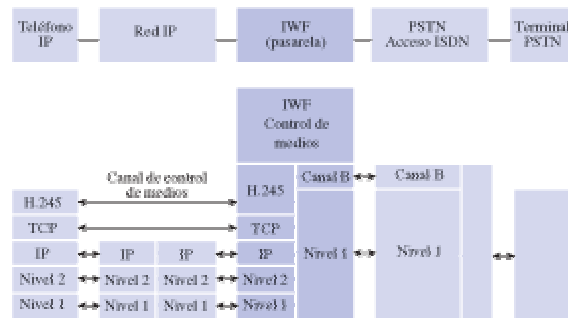 Teléfono
IP
Red IP
IWF
(pasarela)
PSTN
Acceso ISDN
Terminal
PSTN
IWF
Control de
medios
Canal de control
de medios
H.245
H.245
Canal B
Canal B
TCP
TCP
IP
IP
IP
IP
Nivel 1
Nivel 1
Nivel 2
Nivel 2
Nivel 2
Nivel 2
Nivel 1
Nivel 1
Nivel 1
Nivel 1